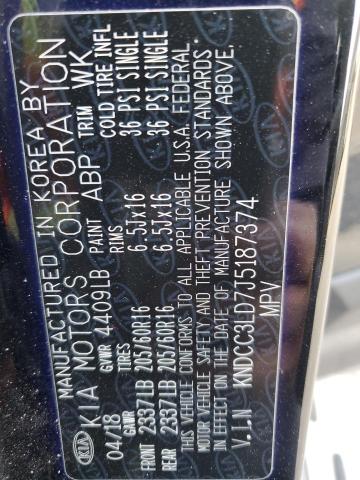 MANUFACTURED IN KOREA BY
KIA MOTORS CORPORATION
04/18 GVWR 4409LB PAINT ABP TRIM WK
GAWR TIRES RIMS COLD TIRE INFL
FRONT 2337LB 205/60R16 6.5Jx16 36 PSI SINGLE
REAR 2337LB 205/60R16 6.5Jx16 36 PSI SINGLE
THIS VEHICLE CONFORMS TO ALL APPLICABLE U.S.A. FEDERAL
MOTOR VEHICLE SAFETY AND THEFT PREVENTION STANDARDS
IN EFFECT ON THE DATE OF MANUFACTURE SHOWN ABOVE.
V.I.N KNDCC3LD7J5187374
MPV
KIA